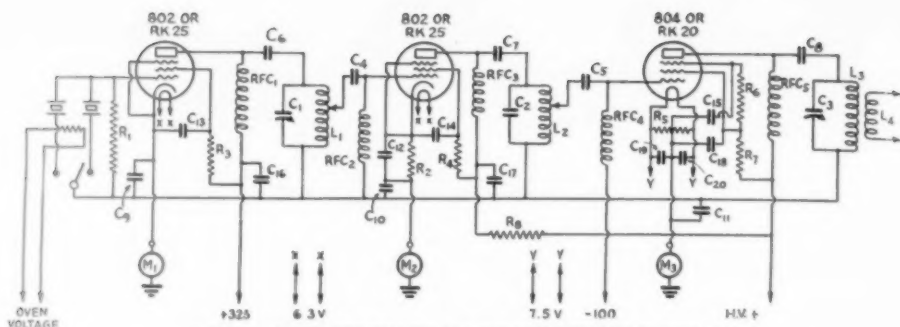 802 OR
RK 25
802 OR
RK 25
804 OR
RK 20
C6
C7
C8
C4
C5
L3
RFC1
RFC3
RFC5
C15
R6
C1
C2
C3
L4
R1
C13
C14
L1
L2
RFC4
R5
R3
RFC2
C12
R4
C19
C18
R7
C16
R2
C17
Y Y
C20
C9
C10
C11
R8
M1
M2
M3
X X
X X
X X
Y Y
OVEN
VOLTAGE
+325
6 3 V
7.5 V
-100
H.V. +